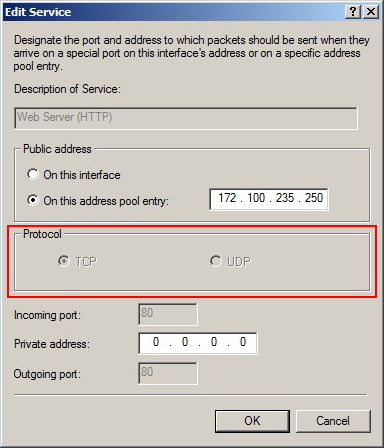 Edit Service
Designate the port and address to which packets should be sent when they
arrive on a special port on this interface's address or on a specific address
pool entry.
Description of Service:
Web Server (HTTP)
Public address
On this interface
On this address pool entry: 172 . 100 . 235 . 250
Protocol
TCP UDP
Incoming port: 80
Private address: 0 . 0 . 0 . 0
Outgoing port: 80
OK Cancel